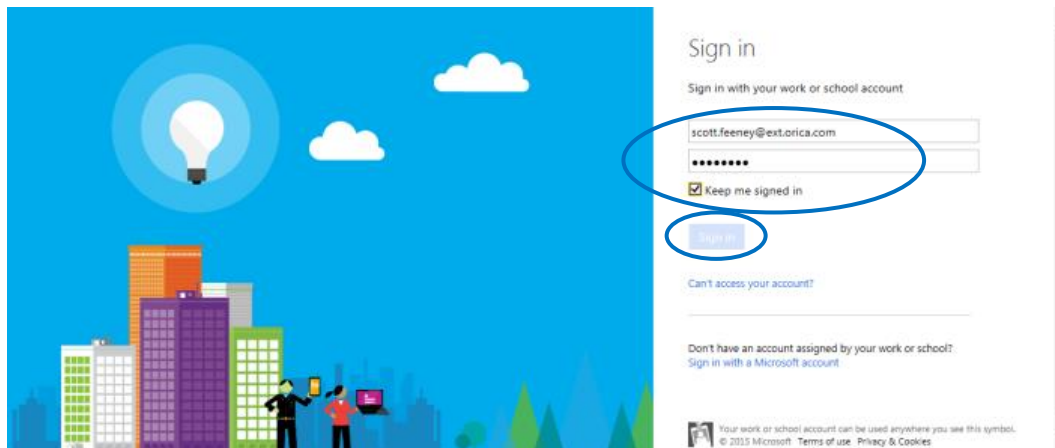 Sign in
Sign in with your work or school account
scott.feeney@ext.orica.com
••••••••
Keep me signed in
Sign in
Can't access your account?
Don't have an account assigned by your work or school?
Sign in with a Microsoft account
Your work or school account can be used anywhere you see this symbol.
© 2015 Microsoft Terms of use Privacy & Cookies